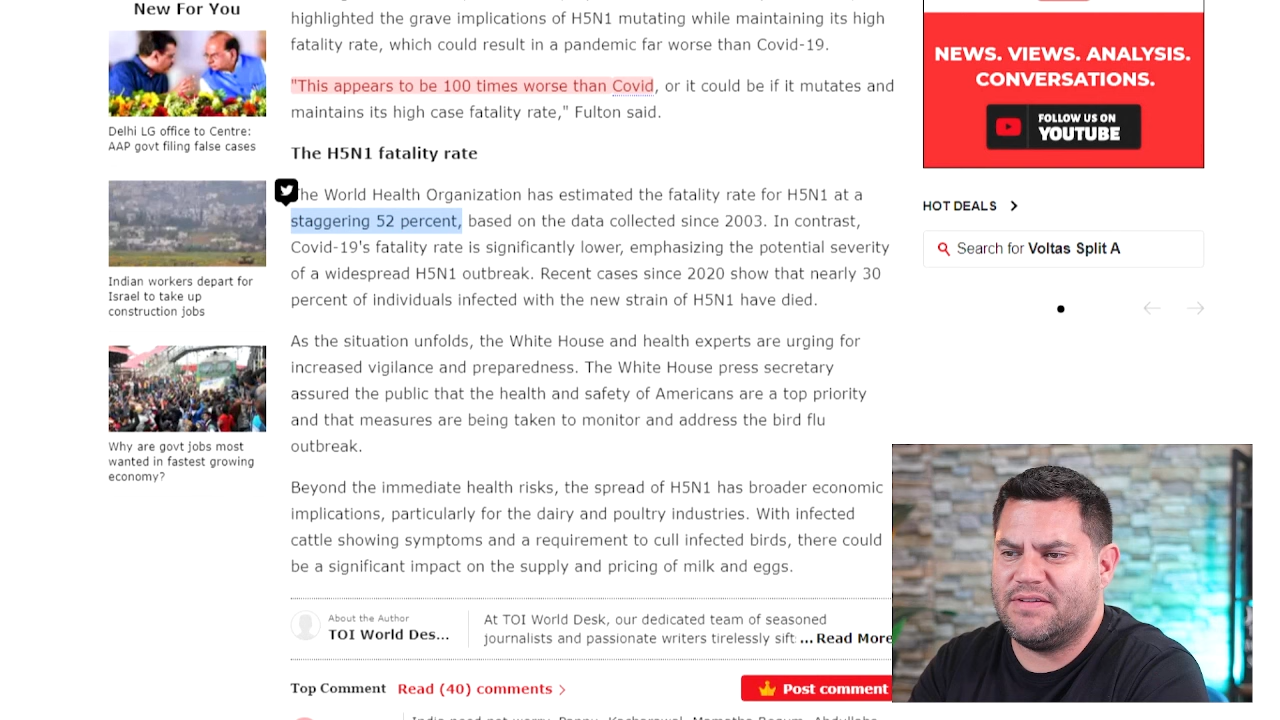 New For You
Delhi LG office to Centre:
AAP govt filing false cases
Indian workers depart for
Israel to take up
construction jobs
Why are govt jobs most
wanted in fastest growing
economy?
highlighted the grave implications of H5N1 mutating while maintaining its high
fatality rate, which could result in a pandemic far worse than Covid-19.
"This appears to be 100 times worse than Covid, or it could be if it mutates and
maintains its high case fatality rate," Fulton said.
The H5N1 fatality rate
The World Health Organization has estimated the fatality rate for H5N1 at a
staggering 52 percent, based on the data collected since 2003. In contrast,
Covid-19's fatality rate is significantly lower, emphasizing the potential severity
of a widespread H5N1 outbreak. Recent cases since 2020 show that nearly 30
percent of individuals infected with the new strain of H5N1 have died.
As the situation unfolds, the White House and health experts are urging for
increased vigilance and preparedness. The White House press secretary
assured the public that the health and safety of Americans are a top priority
and that measures are being taken to monitor and address the bird flu
outbreak.
Beyond the immediate health risks, the spread of H5N1 has broader economic
implications, particularly for the dairy and poultry industries. With infected
cattle showing symptoms and a requirement to cull infected birds, there could
be a significant impact on the supply and pricing of milk and eggs.
About the Author
TOI World Des...
At TOI World Desk, our dedicated team of seasoned
journalists and passionate writers tirelessly sift ... Read More
Top Comment Read (40) comments
Post comment
NEWS. VIEWS. ANALYSIS.
CONVERSATIONS.
FOLLOW US ON
YOUTUBE
HOT DEALS
Search for Voltas Split A